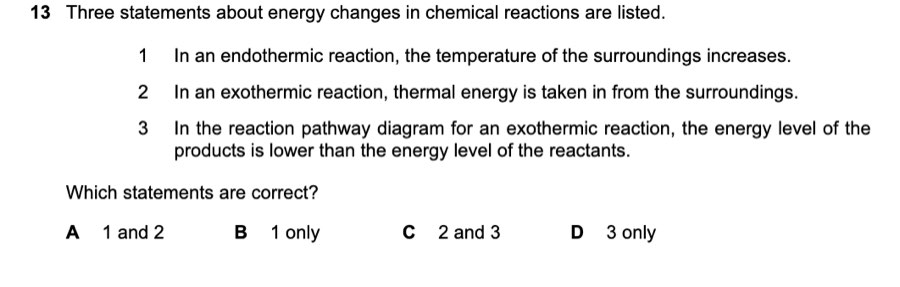 13 Three statements about energy changes in chemical reactions are listed.
1 In an endothermic reaction, the temperature of the surroundings increases.
2 In an exothermic reaction, thermal energy is taken in from the surroundings.
3 In the reaction pathway diagram for an exothermic reaction, the energy level of the
products is lower than the energy level of the reactants.
Which statements are correct?
A 1 and 2 B 1 only C 2 and 3 D 3 only